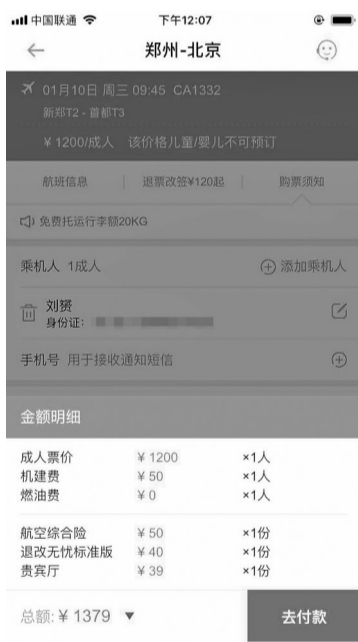 中国联通 下午12:07
郑州-北京
01月10日 周三 09:45 CA1332
新郑T2 - 首都T3
¥ 1200/成人 该价格儿童/婴儿不可预订
航班信息 退票改签¥120起 购票须知
免费托运行李额20KG
乘机人 1成人 添加乘机人
刘赟
身份证:
手机号 用于接收通知短信
金额明细
成人票价 ¥ 1200 ×1人
机建费 ¥ 50 ×1人
燃油费 ¥ 0 ×1人
航空综合险 ¥ 50 ×1份
退改无忧标准版 ¥ 40 ×1份
贵宾厅 ¥ 39 ×1份
总额: ¥ 1379 ▼ 去付款